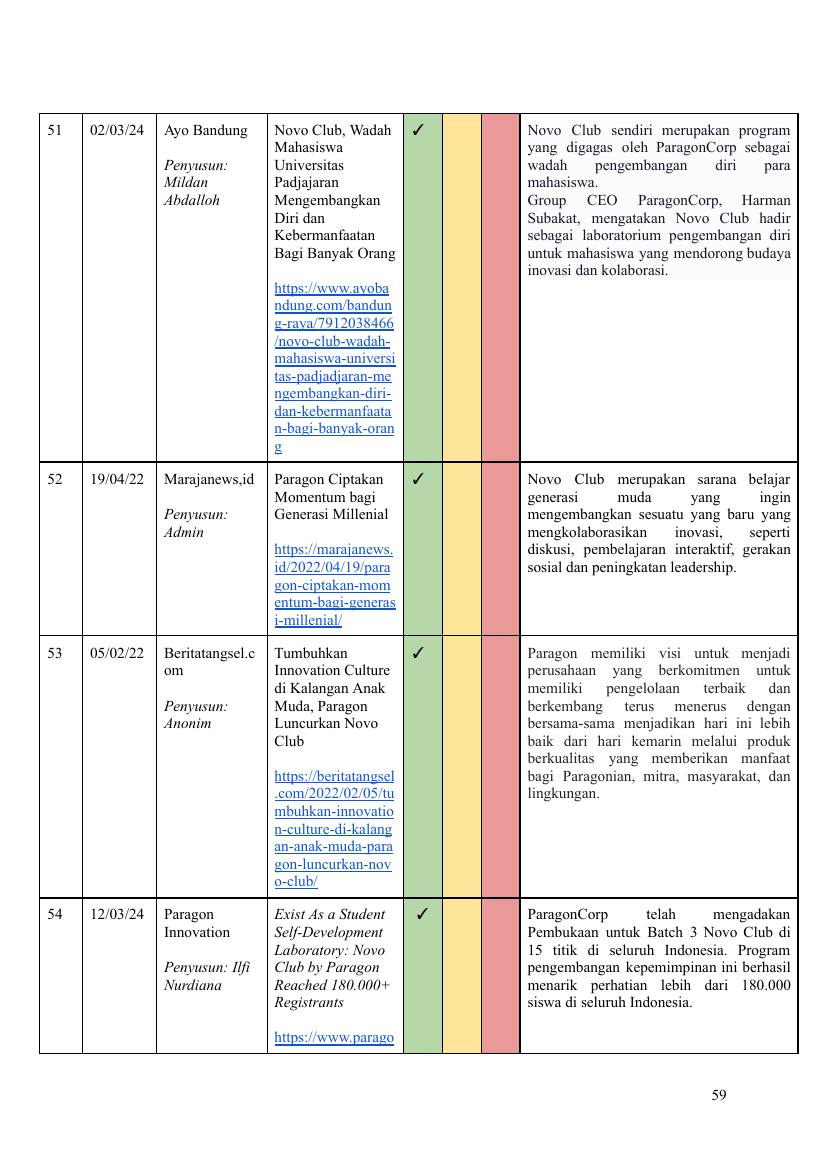 51
02/03/24
Ayo Bandung
Penyusun:
Mildan
Abdalloh
Novo Club, Wadah
Mahasiswa
Universitas
Padjajaran
Mengembangkan
Diri dan
Kebermanfaatan
Bagi Banyak Orang
https://www.ayoba
ndung.com/bandun
g-raya/7912038466
/novo-club-wadah-
mahasiswa-universi
tas-padjadjaran-me
ngembangkan-diri-
dan-kebermanfaata
n-bagi-banyak-oran
g
✓
Novo Club sendiri merupakan program
yang digagas oleh ParagonCorp sebagai
wadah pengembangan diri para
mahasiswa.
Group CEO ParagonCorp, Harman
Subakat, mengatakan Novo Club hadir
sebagai laboratorium pengembangan diri
untuk mahasiswa yang mendorong budaya
inovasi dan kolaborasi.
52
19/04/22
Marajanews,id
Penyusun:
Admin
Paragon Ciptakan
Momentum bagi
Generasi Millenial
https://marajanews.
id/2022/04/19/para
gon-ciptakan-mom
entum-bagi-generas
i-millenial/
✓
Novo Club merupakan sarana belajar
generasi muda yang ingin
mengembangkan sesuatu yang baru yang
mengkolaborasikan inovasi, seperti
diskusi, pembelajaran interaktif, gerakan
sosial dan peningkatan leadership.
53
05/02/22
Beritatangsel.c
om
Penyusun:
Anonim
Tumbuhkan
Innovation Culture
di Kalangan Anak
Muda, Paragon
Luncurkan Novo
Club
https://beritatangsel
.com/2022/02/05/tu
mbuhkan-innovatio
n-culture-di-kalang
an-anak-muda-para
gon-luncurkan-nov
o-club/
✓
Paragon memiliki visi untuk menjadi
perusahaan yang berkomitmen untuk
memiliki pengelolaan terbaik dan
berkembang terus menerus dengan
bersama-sama menjadikan hari ini lebih
baik dari hari kemarin melalui produk
berkualitas yang memberikan manfaat
bagi Paragonian, mitra, masyarakat, dan
lingkungan.
54
12/03/24
Paragon
Innovation
Penyusun: Ilfi
Nurdiana
Exist As a Student
Self-Development
Laboratory: Novo
Club by Paragon
Reached 180.000+
Registrants
https://www.parago
✓
ParagonCorp telah mengadakan
Pembukaan untuk Batch 3 Novo Club di
15 titik di seluruh Indonesia. Program
pengembangan kepemimpinan ini berhasil
menarik perhatian lebih dari 180.000
siswa di seluruh Indonesia.
59